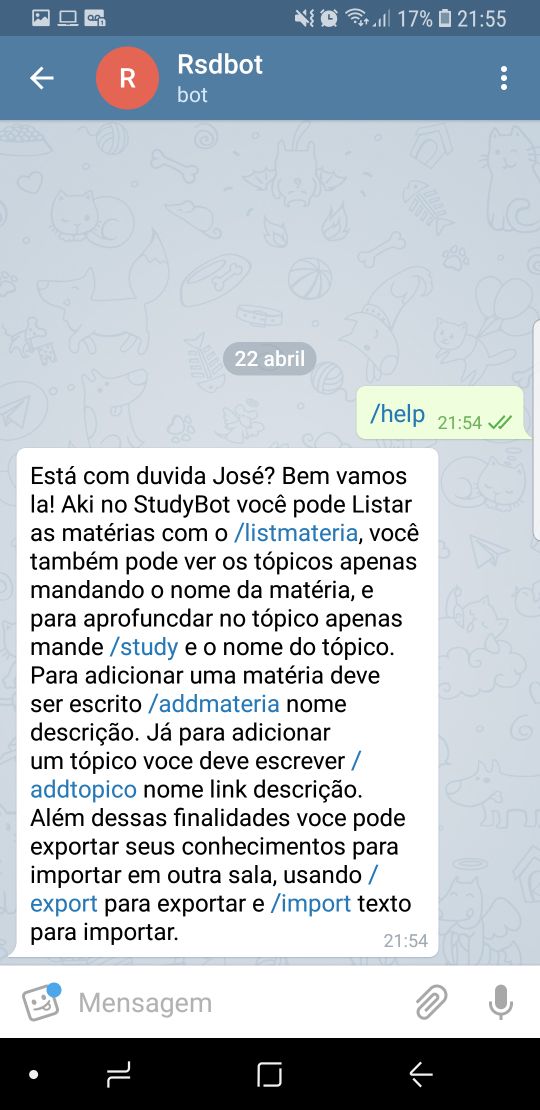 17% 21:55
R
Rsdbot
bot
22 abril
/help 21:54
Está com duvida José? Bem vamos
la! Aki no StudyBot você pode Listar
as matérias com o /listmateria, você
também pode ver os tópicos apenas
mandando o nome da matéria, e
para aprofuncdar no tópico apenas
mande /study e o nome do tópico.
Para adicionar uma matéria deve
ser escrito /addmateria nome
descrição. Já para adicionar
um tópico voce deve escrever /
addtopico nome link descrição.
Além dessas finalidades voce pode
exportar seus conhecimentos para
importar em outra sala, usando /
export para exportar e /import texto
para importar.
21:54
Mensagem